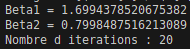 Beta1 = 1.6994378520675382
Beta2 = 0.7998487516213089
Nombre d iterations : 20